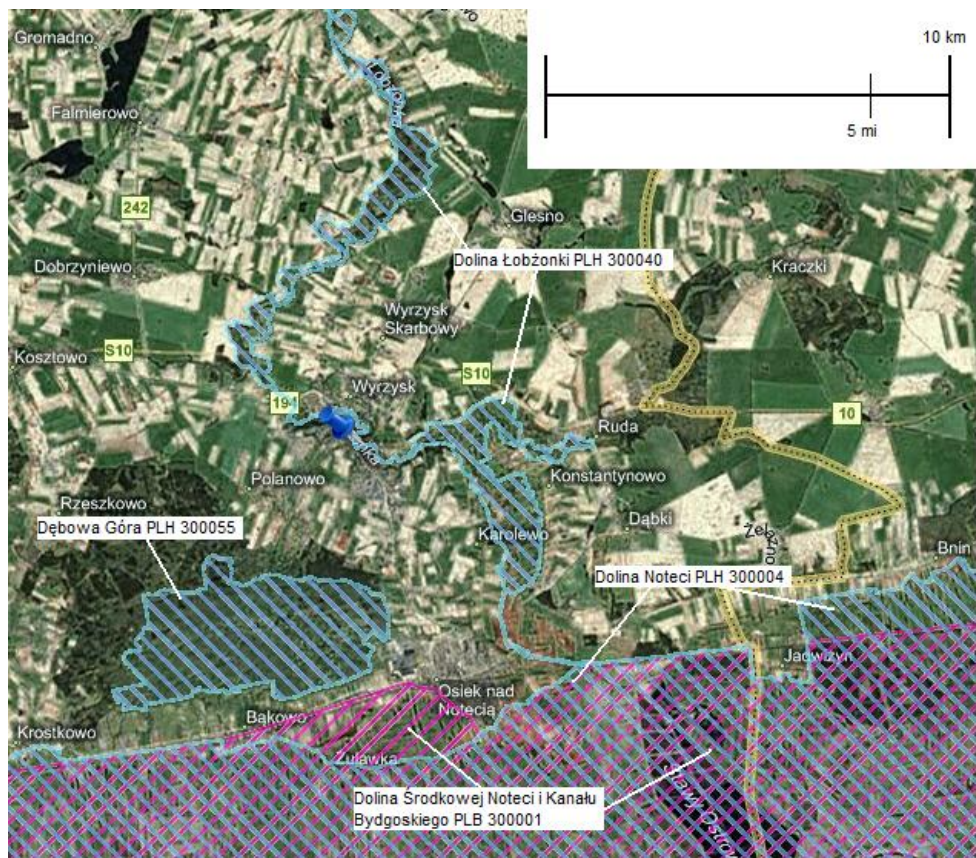 Gromadno
10 km
5 mi
Falmierowo
242
Glesno
Dolina Łobżonki PLH 300040
Kraczki
Dobrzyniewo
Wyrzysk
Skarbowy
S10
Kosztowo
S10
Wyrzysk
194
10
Ruda
Polanowo
Konstantynowo
Rzeszkowo
Dąbki
Dębowa Góra PLH 300055
Karolewo
Bnin
Dolina Noteci PLH 300004
Jadwiżyn
Osiek nad
Notecią
Bąkowo
Krostkowo
Żuławka
Dolina Środkowej Noteci i Kanału
Bydgoskiego PLB 300001
Stawy Ostró